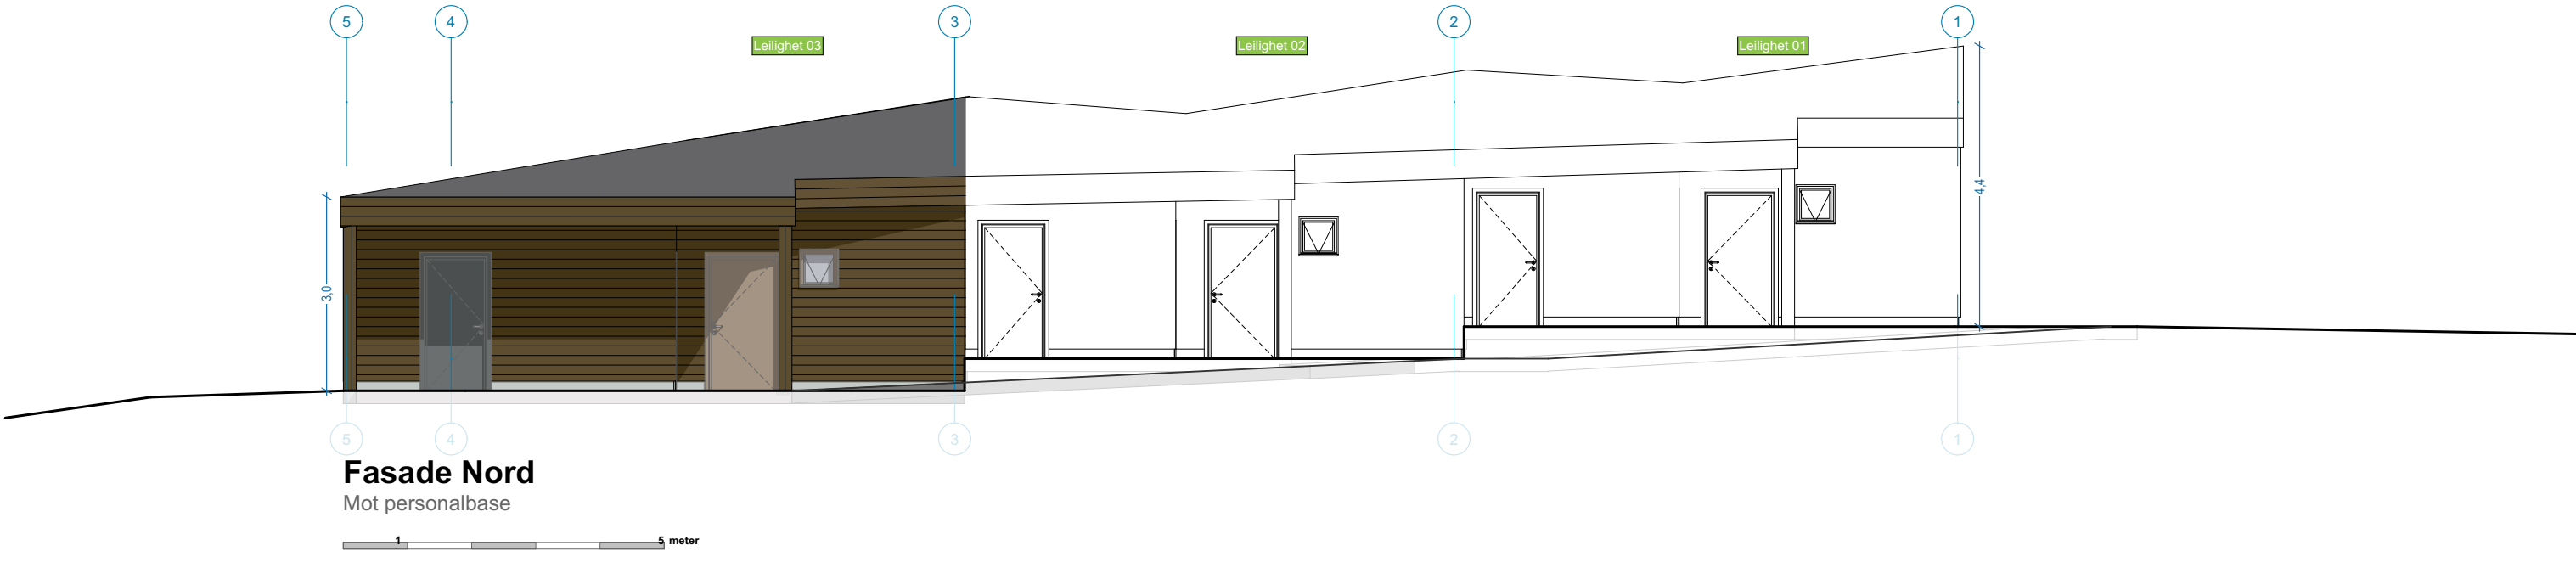 5 4 3 2 1
Leilighet 03 Leilighet 02 Leilighet 01
4,4
3,0
5 4 3 2 1
Fasade Nord
Mot personalbase
1 5 meter